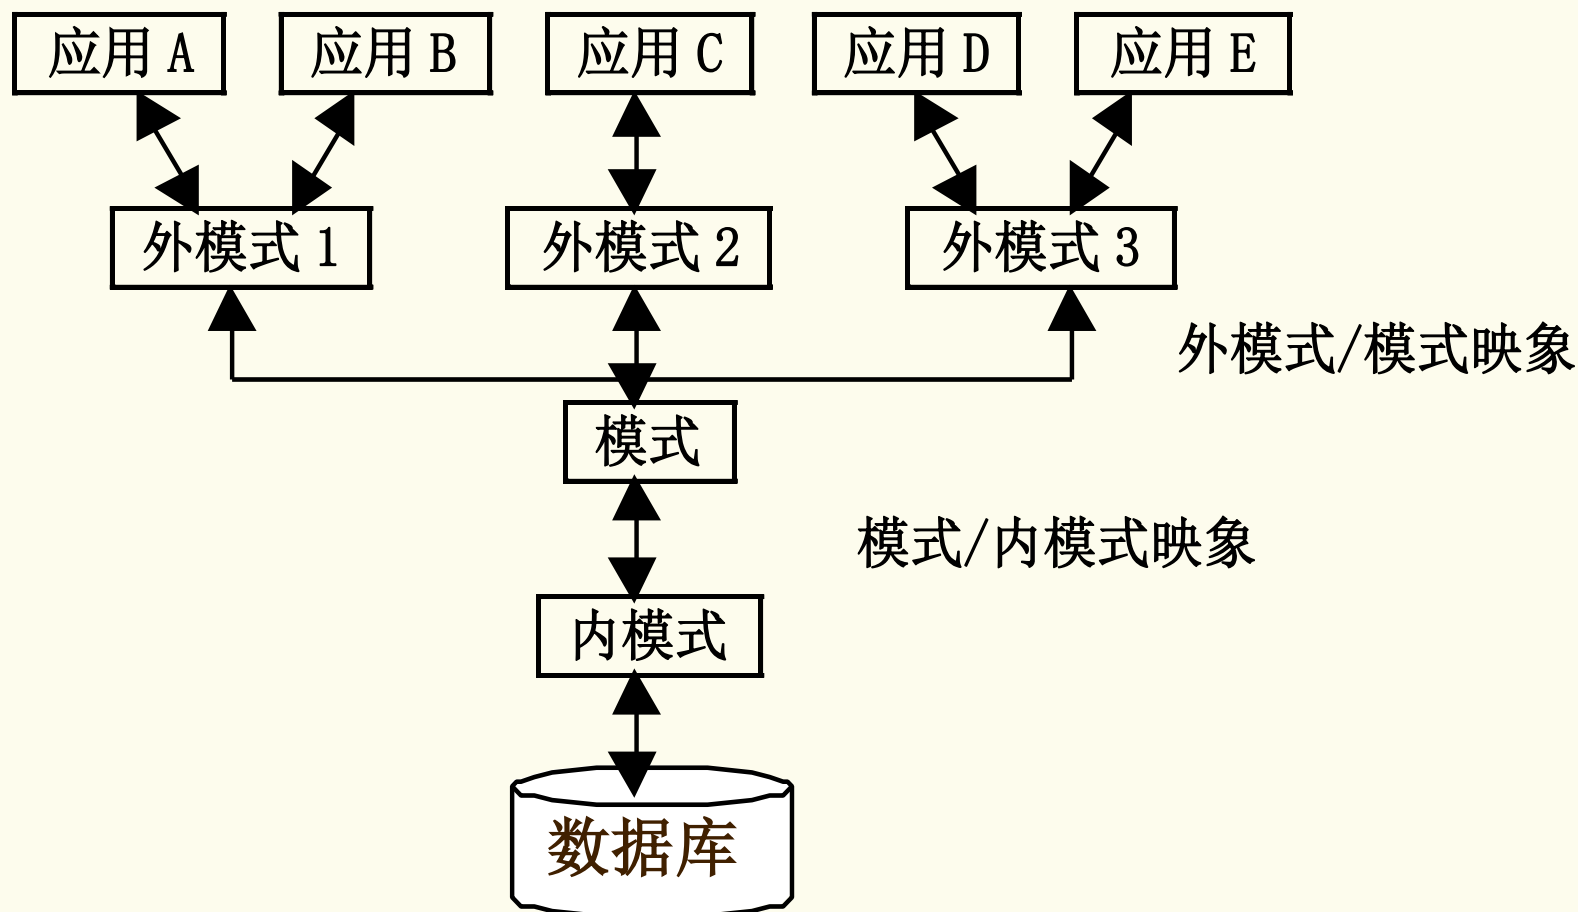 应用 A
应用 B
应用 C
应用 D
应用 E
外模式 1
外模式 2
外模式 3
外模式/模式映象
模式
模式/内模式映象
内模式
数据库